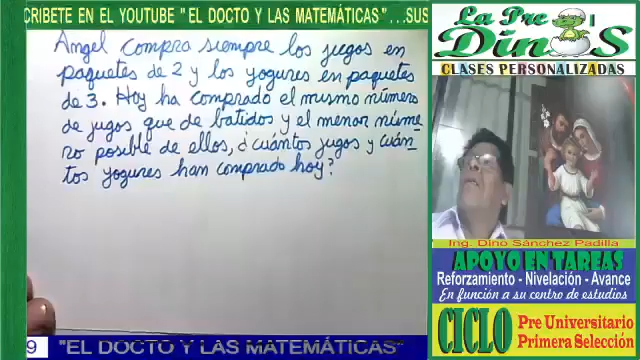 CRIBETE EN EL YOUTUBE " EL DOCTO Y LAS MATEMÁTICAS" ...SUS
Angel compra siempre los jugos en
paquetes de 2 y los yogures en paquetes
de 3. Hoy ha comprado el mismo número
de jugos que de batidos y el menor núme-
ro posible de ellos, ¿cuántos jugos y cuán-
tos yogures han comprado hoy?
9 "EL DOCTO Y LAS MATEMÁTICAS"
La Pre
DinoS
CLASES PERSONALIZADAS
Ing. Dino Sánchez Padilla
APOYO EN TAREAS
Reforzamiento - Nivelación - Avance
En función a su centro de estudios
CICLO Pre Universitario
Primera Selección